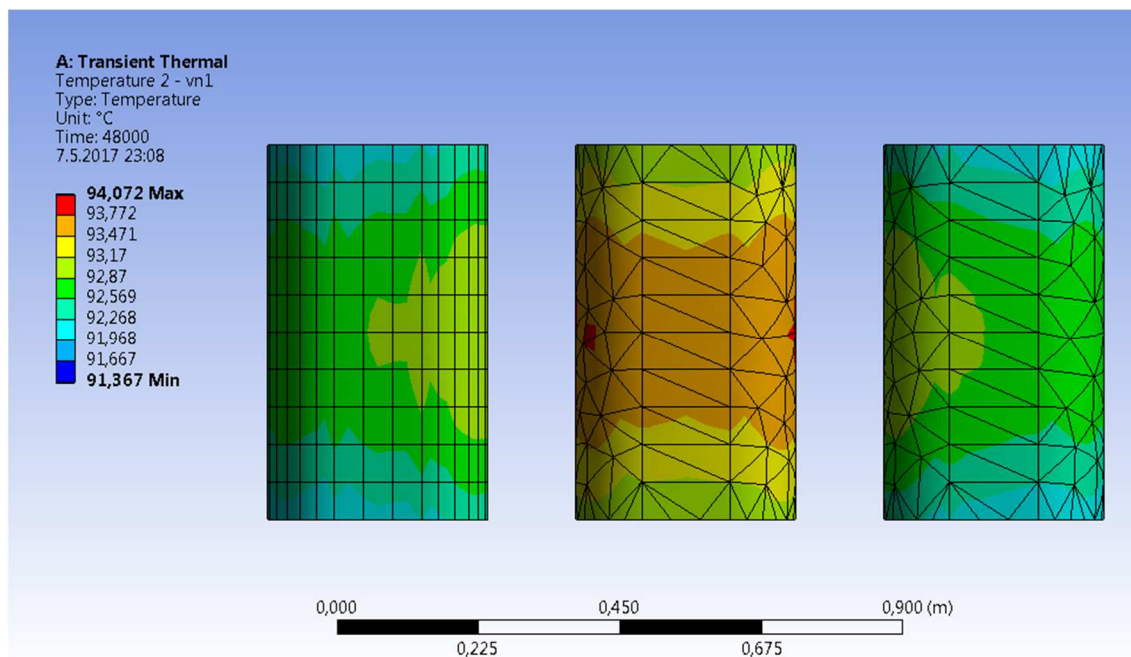 A: Transient Thermal
Temperature 2 - vn1
Type: Temperature
Unit: °C
Time: 48000
7.5.2017 23:08
94,072 Max
93,772
93,471
93,17
92,87
92,569
92,268
91,968
91,667
91,367 Min
0,000 0,450 0,900 (m)
0,225 0,675